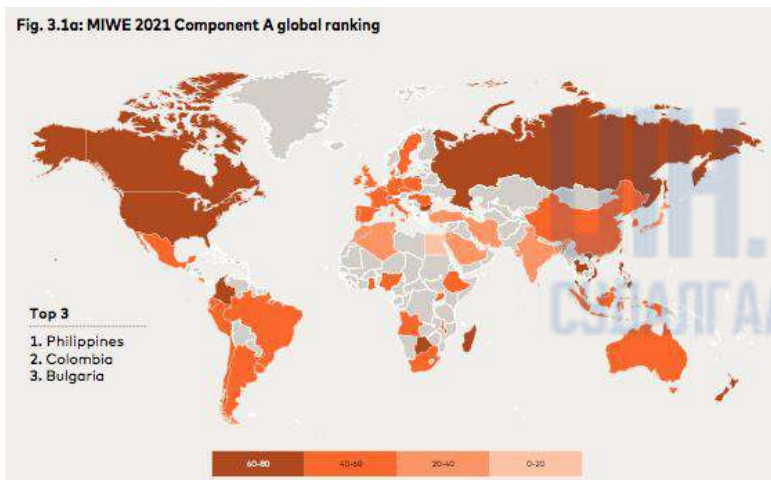 Fig. 3.1a: MIWE 2021 Component A global ranking
Top 3
1. Philippines
2. Colombia
3. Bulgaria
60-80
40-60
20-40
0-20